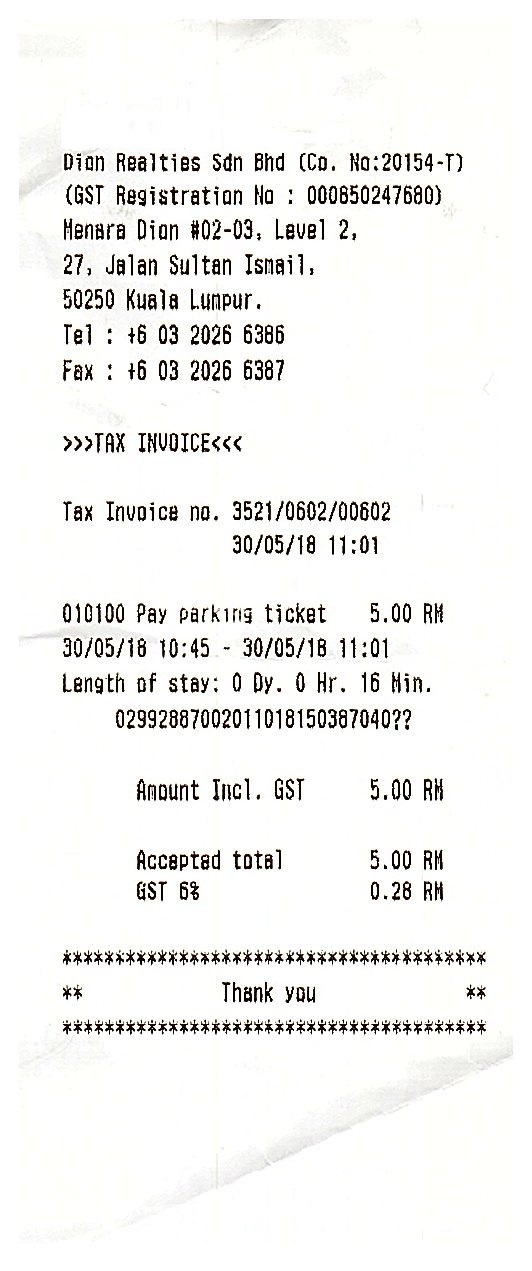 Dion Realties Sdn Bhd (Co. No:20154-T)
(GST Registration No : 000650247680)
Menara Dion #02-03, Level 2,
27, Jalan Sultan Ismail,
50250 Kuala Lumpur.
Tel : +6 03 2026 6386
Fax : +6 03 2026 6387
>>>TAX INVOICE<<<
Tax Invoice no. 3521/0602/00602
30/05/18 11:01
010100 Pay parking ticket 5.00 RM
30/05/18 10:45 - 30/05/18 11:01
Length of stay: 0 Dy. 0 Hr. 16 Min.
02992887002011018150387040??
Amount Incl. GST 5.00 RM
Accepted total 5.00 RM
GST 6% 0.28 RM
****************************************
** Thank you **
****************************************